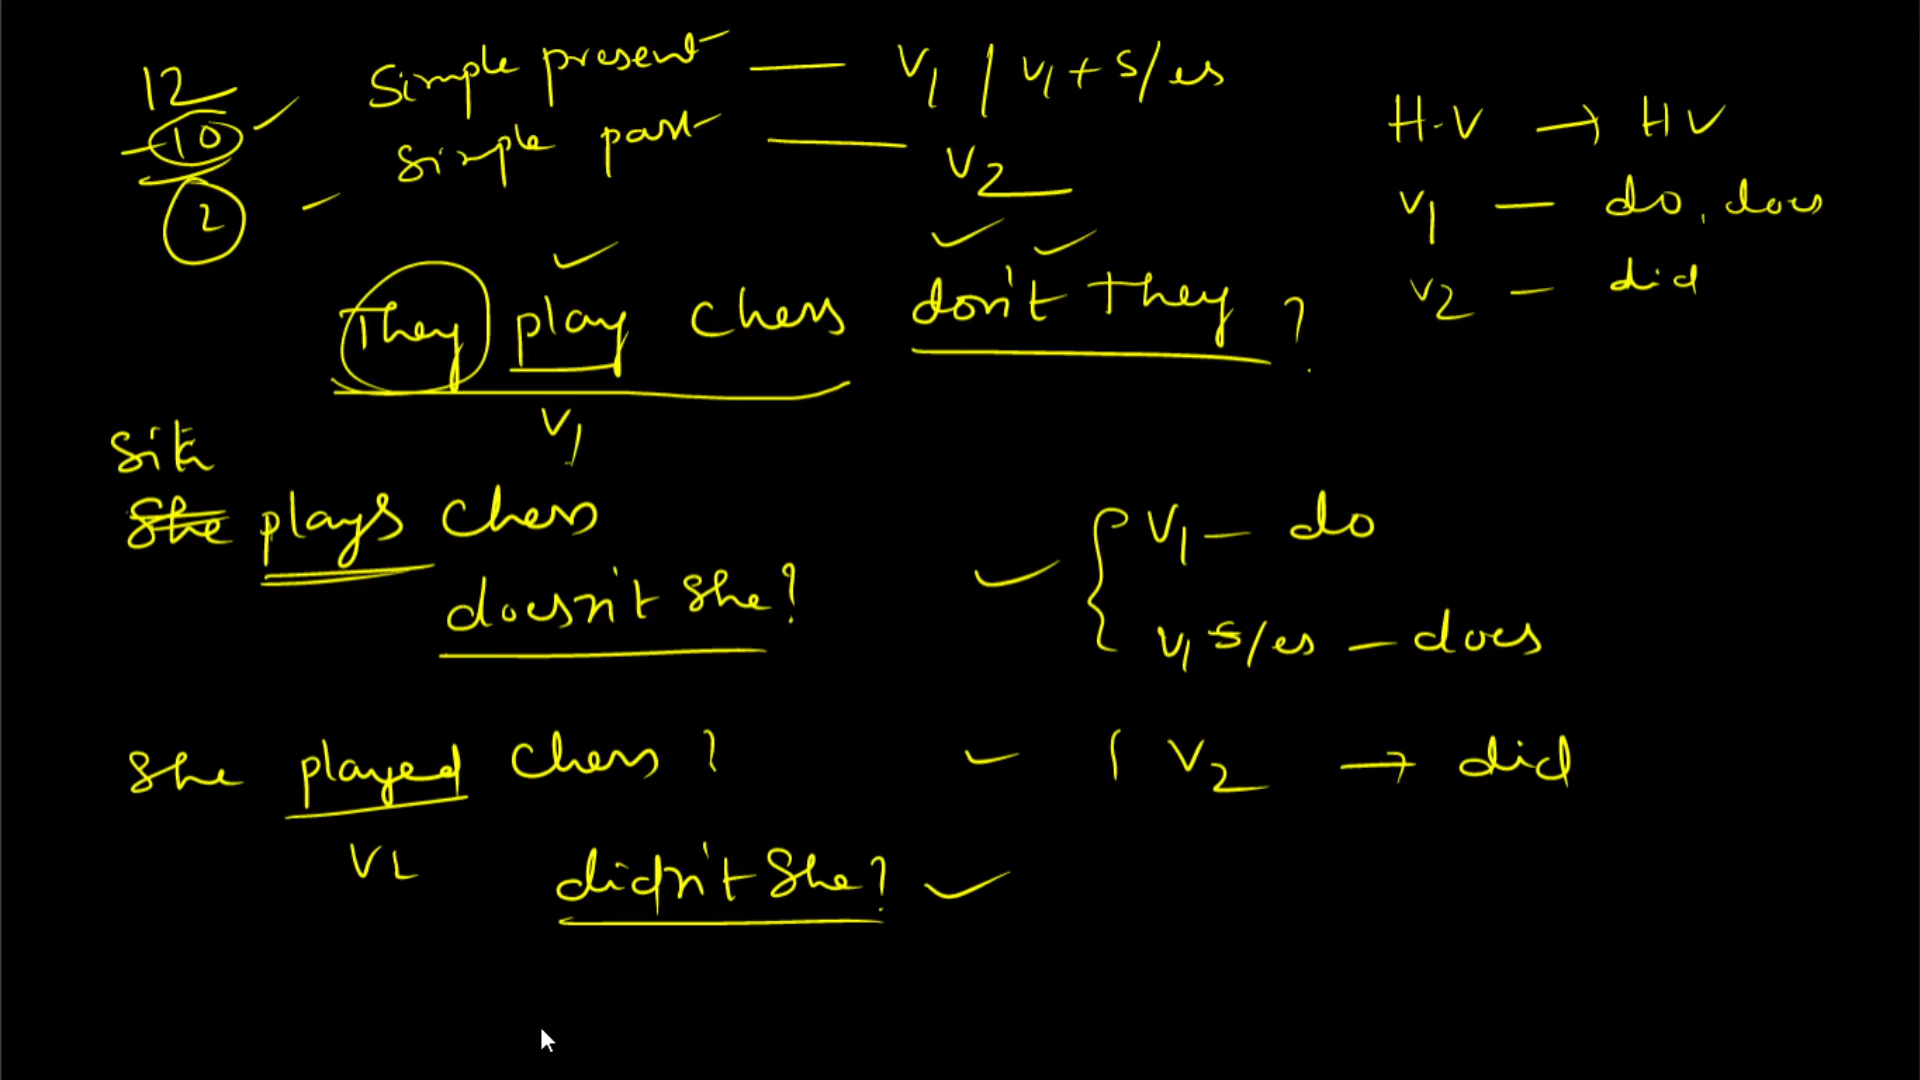 12
-10
2
Simple present — V1 / V1 + s/es
Simple past — V2
H.V → HV
V1 — do, does
V2 — did
They play chess don't they?
V1
Sita
She plays chess
doesn't she?
V1 — do
V1 s/es — does
She played chess?
V2
V2 → did
didn't she?